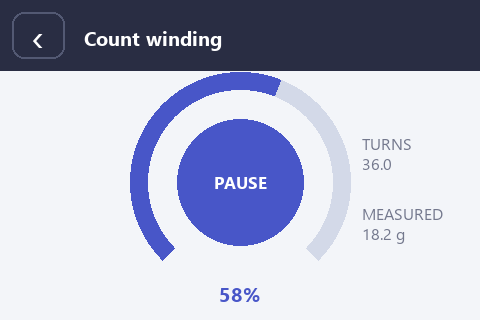 Count winding
TURNS
36.0
PAUSE
MEASURED
18.2 g
58%